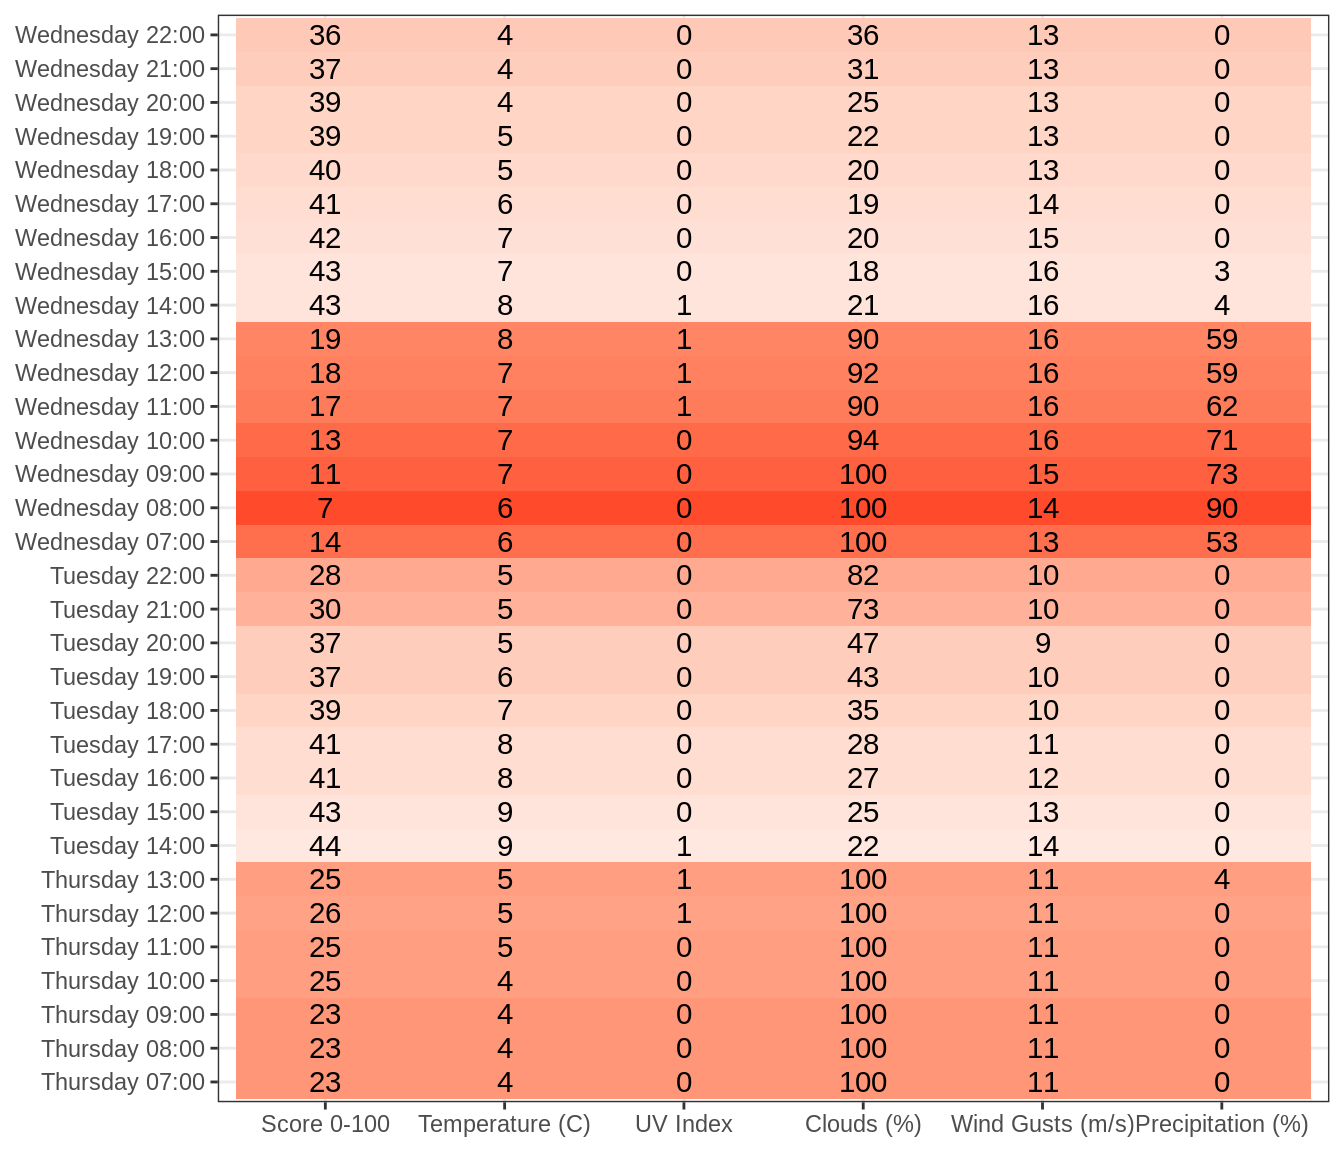 Wednesday 22:00 36 4 0 36 13 0
Wednesday 21:00 37 4 0 31 13 0
Wednesday 20:00 39 4 0 25 13 0
Wednesday 19:00 39 5 0 22 13 0
Wednesday 18:00 40 5 0 20 13 0
Wednesday 17:00 41 6 0 19 14 0
Wednesday 16:00 42 7 0 20 15 0
Wednesday 15:00 43 7 0 18 16 3
Wednesday 14:00 43 8 1 21 16 4
Wednesday 13:00 19 8 1 90 16 59
Wednesday 12:00 18 7 1 92 16 59
Wednesday 11:00 17 7 1 90 16 62
Wednesday 10:00 13 7 0 94 16 71
Wednesday 09:00 11 7 0 100 15 73
Wednesday 08:00 7 6 0 100 14 90
Wednesday 07:00 14 6 0 100 13 53
Tuesday 22:00 28 5 0 82 10 0
Tuesday 21:00 30 5 0 73 10 0
Tuesday 20:00 37 5 0 47 9 0
Tuesday 19:00 37 6 0 43 10 0
Tuesday 18:00 39 7 0 35 10 0
Tuesday 17:00 41 8 0 28 11 0
Tuesday 16:00 41 8 0 27 12 0
Tuesday 15:00 43 9 0 25 13 0
Tuesday 14:00 44 9 1 22 14 0
Thursday 13:00 25 5 1 100 11 4
Thursday 12:00 26 5 1 100 11 0
Thursday 11:00 25 5 0 100 11 0
Thursday 10:00 25 4 0 100 11 0
Thursday 09:00 23 4 0 100 11 0
Thursday 08:00 23 4 0 100 11 0
Thursday 07:00 23 4 0 100 11 0
Score 0-100 Temperature (C) UV Index Clouds (%) Wind Gusts (m/s) Precipitation (%)